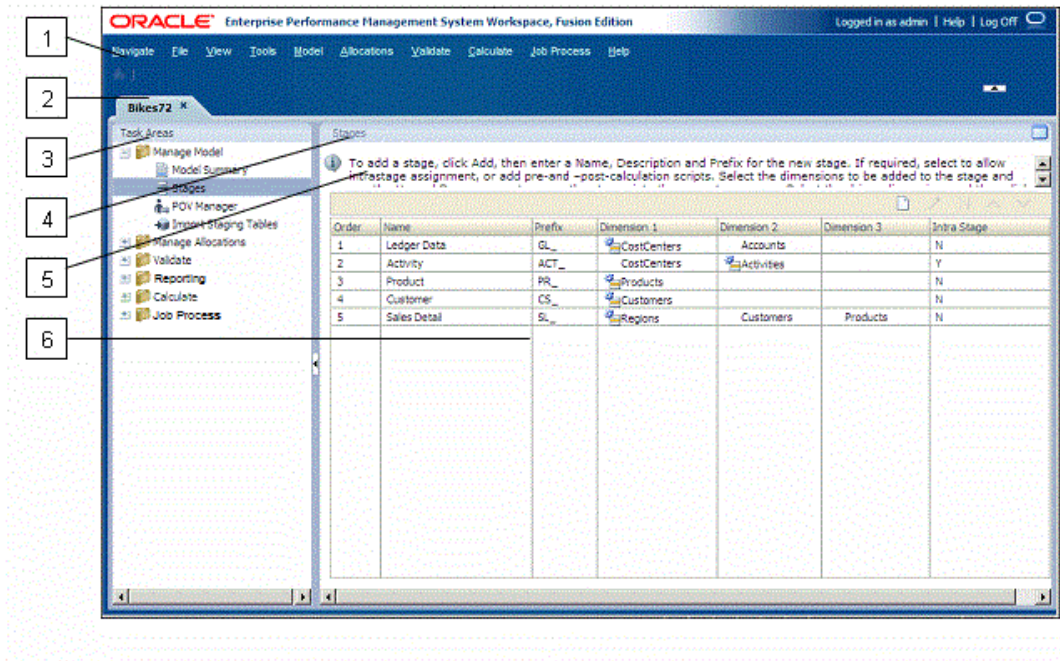 ORACLE® Enterprise Performance Management System Workspace, Fusion Edition
Logged in as admin | Help | Log Off
1
Navigate File View Tools Model Allocations Validate Calculate Job Process Help
2
Bikes72 ×
3
Task Areas
Manage Model
Model Summary
Stages
POV Manager
Import Staging Tables
Manage Allocations
Validate
Reporting
Calculate
Job Process
4
Stages
5
To add a stage, click Add, then enter a Name, Description and Prefix for the new stage. If required, select to allow
intrastage assignment, or add pre-and –post-calculation scripts. Select the dimensions to be added to the stage and
Order Name Prefix Dimension 1 Dimension 2 Dimension 3 Intra Stage
1 Ledger Data GL_ CostCenters Accounts N
2 Activity ACT_ CostCenters Activities Y
3 Product PR_ Products N
4 Customer CS_ Customers N
5 Sales Detail SL_ Regions Customers Products N
6